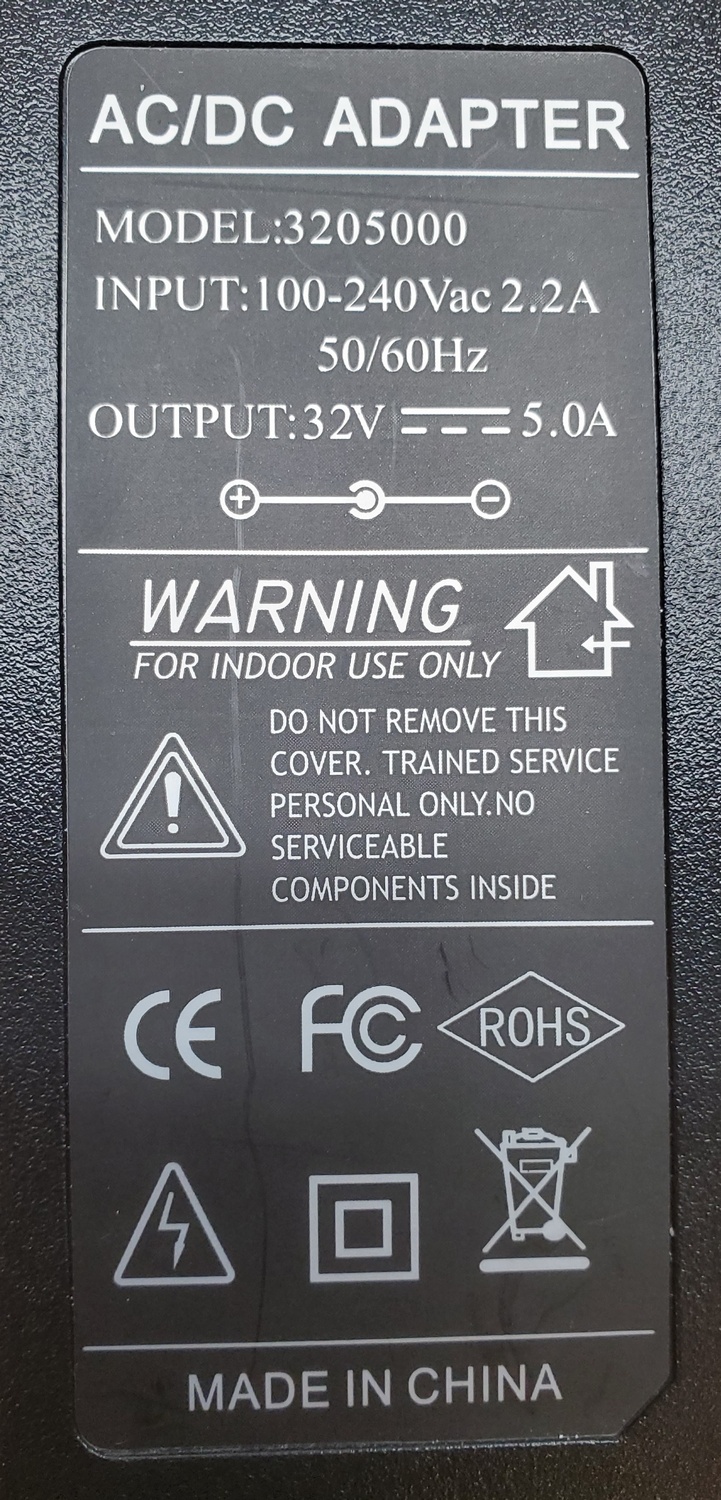 AC/DC ADAPTER
MODEL:3205000
INPUT:100-240Vac 2.2A
50/60Hz
OUTPUT:32V ⎓ 5.0A
+ −
WARNING
FOR INDOOR USE ONLY
DO NOT REMOVE THIS
COVER. TRAINED SERVICE
PERSONAL ONLY.NO
SERVICEABLE
COMPONENTS INSIDE
!
CE FC ROHS
MADE IN CHINA